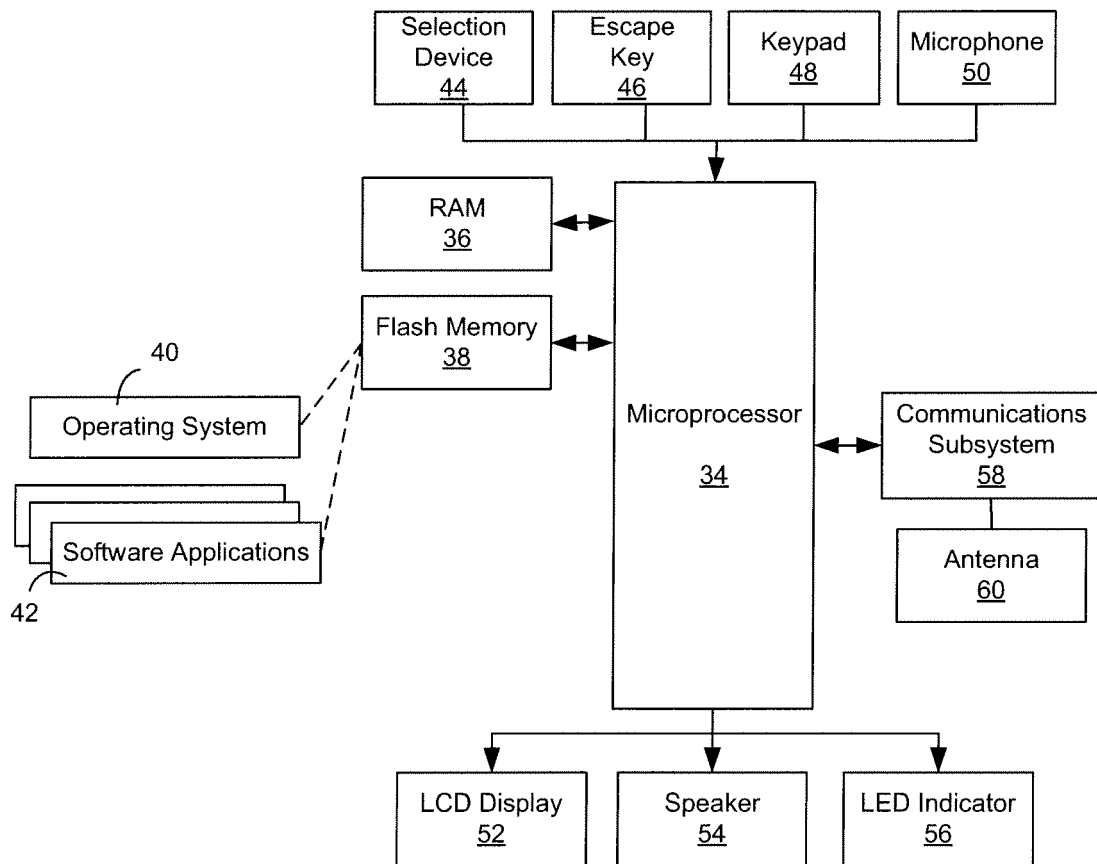 Selection
Device
44
Escape
Key
46
Keypad
48
Microphone
50
RAM
36
Flash Memory
38
40
Operating System
Software Applications
42
Microprocessor
34
Communications
Subsystem
58
Antenna
60
LCD Display
52
Speaker
54
LED Indicator
56